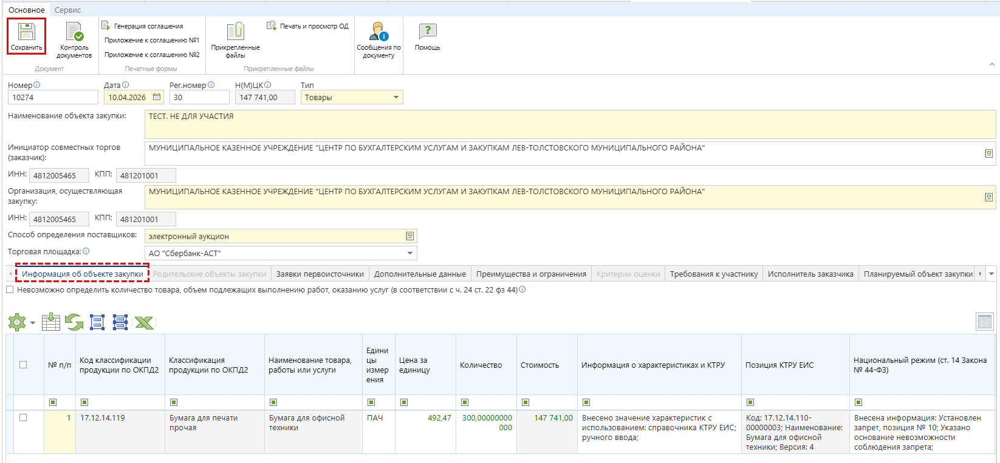 Основное Сервис
Сохранить
Контроль документов
Документ
Генерация соглашения
Приложение к соглашению №1
Приложение к соглашению №2
Печатные формы
Прикрепленные файлы
Печать и просмотр ОД
Прикрепленные файлы
Сообщения по документу
Помощь
Номер Дата Рег.номер Н(М)ЦК Тип
10274 10.04.2026 30 147 741,00 Товары
Наименование объекта закупки: ТЕСТ. НЕ ДЛЯ УЧАСТИЯ
Инициатор совместных торгов (заказчик): МУНИЦИПАЛЬНОЕ КАЗЕННОЕ УЧРЕЖДЕНИЕ "ЦЕНТР ПО БУХГАЛТЕРСКИМ УСЛУГАМ И ЗАКУПКАМ ЛЕВ-ТОЛСТОВСКОГО МУНИЦИПАЛЬНОГО РАЙОНА"
ИНН: 4812005465 КПП: 481201001
Организация, осуществляющая закупку: МУНИЦИПАЛЬНОЕ КАЗЕННОЕ УЧРЕЖДЕНИЕ "ЦЕНТР ПО БУХГАЛТЕРСКИМ УСЛУГАМ И ЗАКУПКАМ ЛЕВ-ТОЛСТОВСКОГО МУНИЦИПАЛЬНОГО РАЙОНА"
ИНН: 4812005465 КПП: 481201001
Способ определения поставщиков: электронный аукцион
Торговая площадка: АО "Сбербанк-АСТ"
Информация об объекте закупки Родительские объекты закупки Заявки первоисточники Дополнительные данные Преимущества и ограничения Критерии оценки Требования к участнику Исполнитель заказчика Планируемый объект закупки
Невозможно определить количество товара, объем подлежащих выполнению работ, оказанию услуг (в соответствии с ч. 24 ст. 22 фз 44)
№ п/п
Код классификации продукции по ОКПД2
Классификация продукции по ОКПД2
Наименование товара, работы или услуги
Единицы измерения
Цена за единицу
Количество
Стоимость
Информация о характеристиках и КТРУ
Позиция КТРУ ЕИС
Национальный режим (ст. 14 Закона № 44-ФЗ)
1
17.12.14.119
Бумага для печати прочая
Бумага для офисной техники
ПАЧ
492,47
300,00000000000
147 741,00
Внесено значение характеристик с использованием: справочника КТРУ ЕИС; ручного ввода;
Код: 17.12.14.110-00000003; Наименование: Бумага для офисной техники; Версия: 4
Внесена информация: Установлен запрет, позиция № 10; Указано основание невозможности соблюдения запрета;